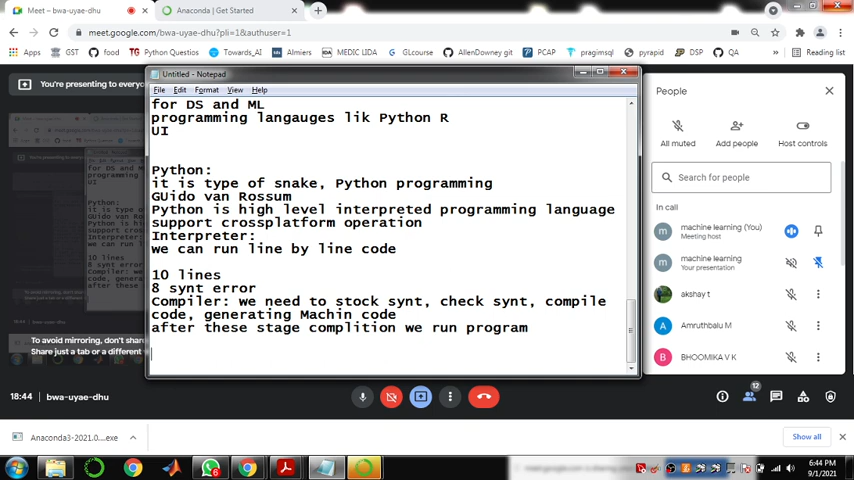 Meet – bwa-uyae-dhu
Anaconda | Get Started
meet.google.com/bwa-uyae-dhu?pli=1&authuser=1
Apps
GST
food
TG
Python Questions
Towards_AI
AImiers
MEDIC LIDA
GLcourse
AllenDowney git
PCAP
pragimsql
pyrapid
DSP
QA
Reading list
You're presenting to everyo
Untitled - Notepad
File Edit Format View Help
for DS and ML
programming langauges lik Python R
UI
Python:
it is type of snake, Python programming
GUido van Rossum
Python is high level interpreted programming language
support crossplatform operation
Interpreter:
we can run line by line code
10 lines
8 synt error
Compiler: we need to stock synt, check synt, compile
code, generating Machin code
after these stage complition we run program
To avoid mirroring, don't shar
Share just a tab or a different
People
All muted
Add people
Host controls
Search for people
In call
machine learning (You)
Meeting host
machine learning
Your presentation
akshay t
Amruthbalu M
BHOOMIKA V K
18:44
bwa-uyae-dhu
12
Anaconda3-2021.0....exe
Show all
6:44 PM
9/1/2021